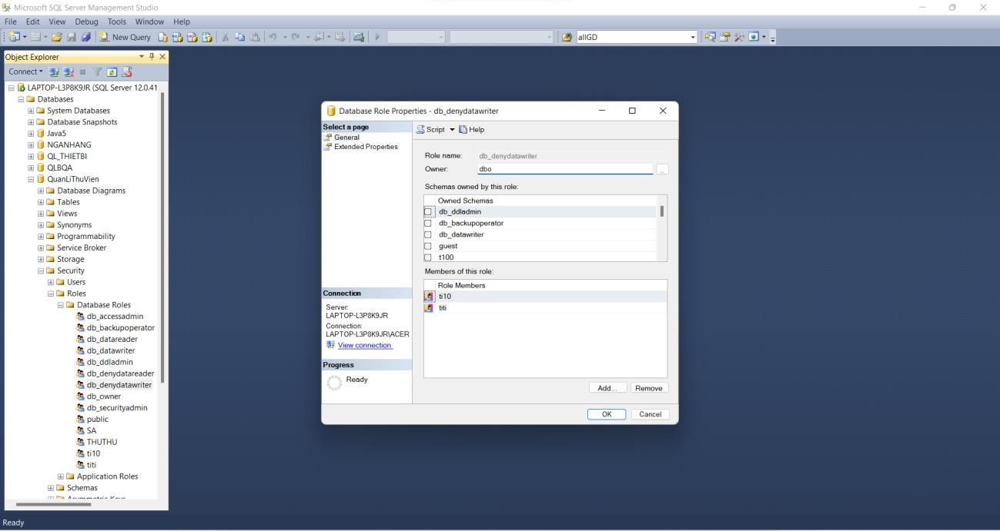 Microsoft SQL Server Management Studio
File Edit View Debug Tools Window Help
New Query
allGD
Object Explorer
Connect
LAPTOP-L3P8K9JR (SQL Server 12.0.41
Databases
System Databases
Database Snapshots
Java5
NGANHANG
QL_THIETBI
QLBQA
QuanLiThuVien
Database Diagrams
Tables
Views
Synonyms
Programmability
Service Broker
Storage
Security
Users
Roles
Database Roles
db_accessadmin
db_backupoperator
db_datareader
db_datawriter
db_ddladmin
db_denydatareader
db_denydatawriter
db_owner
db_securityadmin
public
SA
THUTHU
ti10
titi
Application Roles
Schemas
Asymmetric Keys
Database Role Properties - db_denydatawriter
Select a page
General
Extended Properties
Connection
Server:
LAPTOP-L3P8K9JR
Connection:
LAPTOP-L3P8K9JR\ACER
View connection
Progress
Ready
Script Help
Role name: db_denydatawriter
Owner: dbo
...
Schemas owned by this role:
Owned Schemas
db_ddladmin
db_backupoperator
db_datawriter
guest
t100
Members of this role:
Role Members
ti10
titi
Add... Remove
OK Cancel
Ready